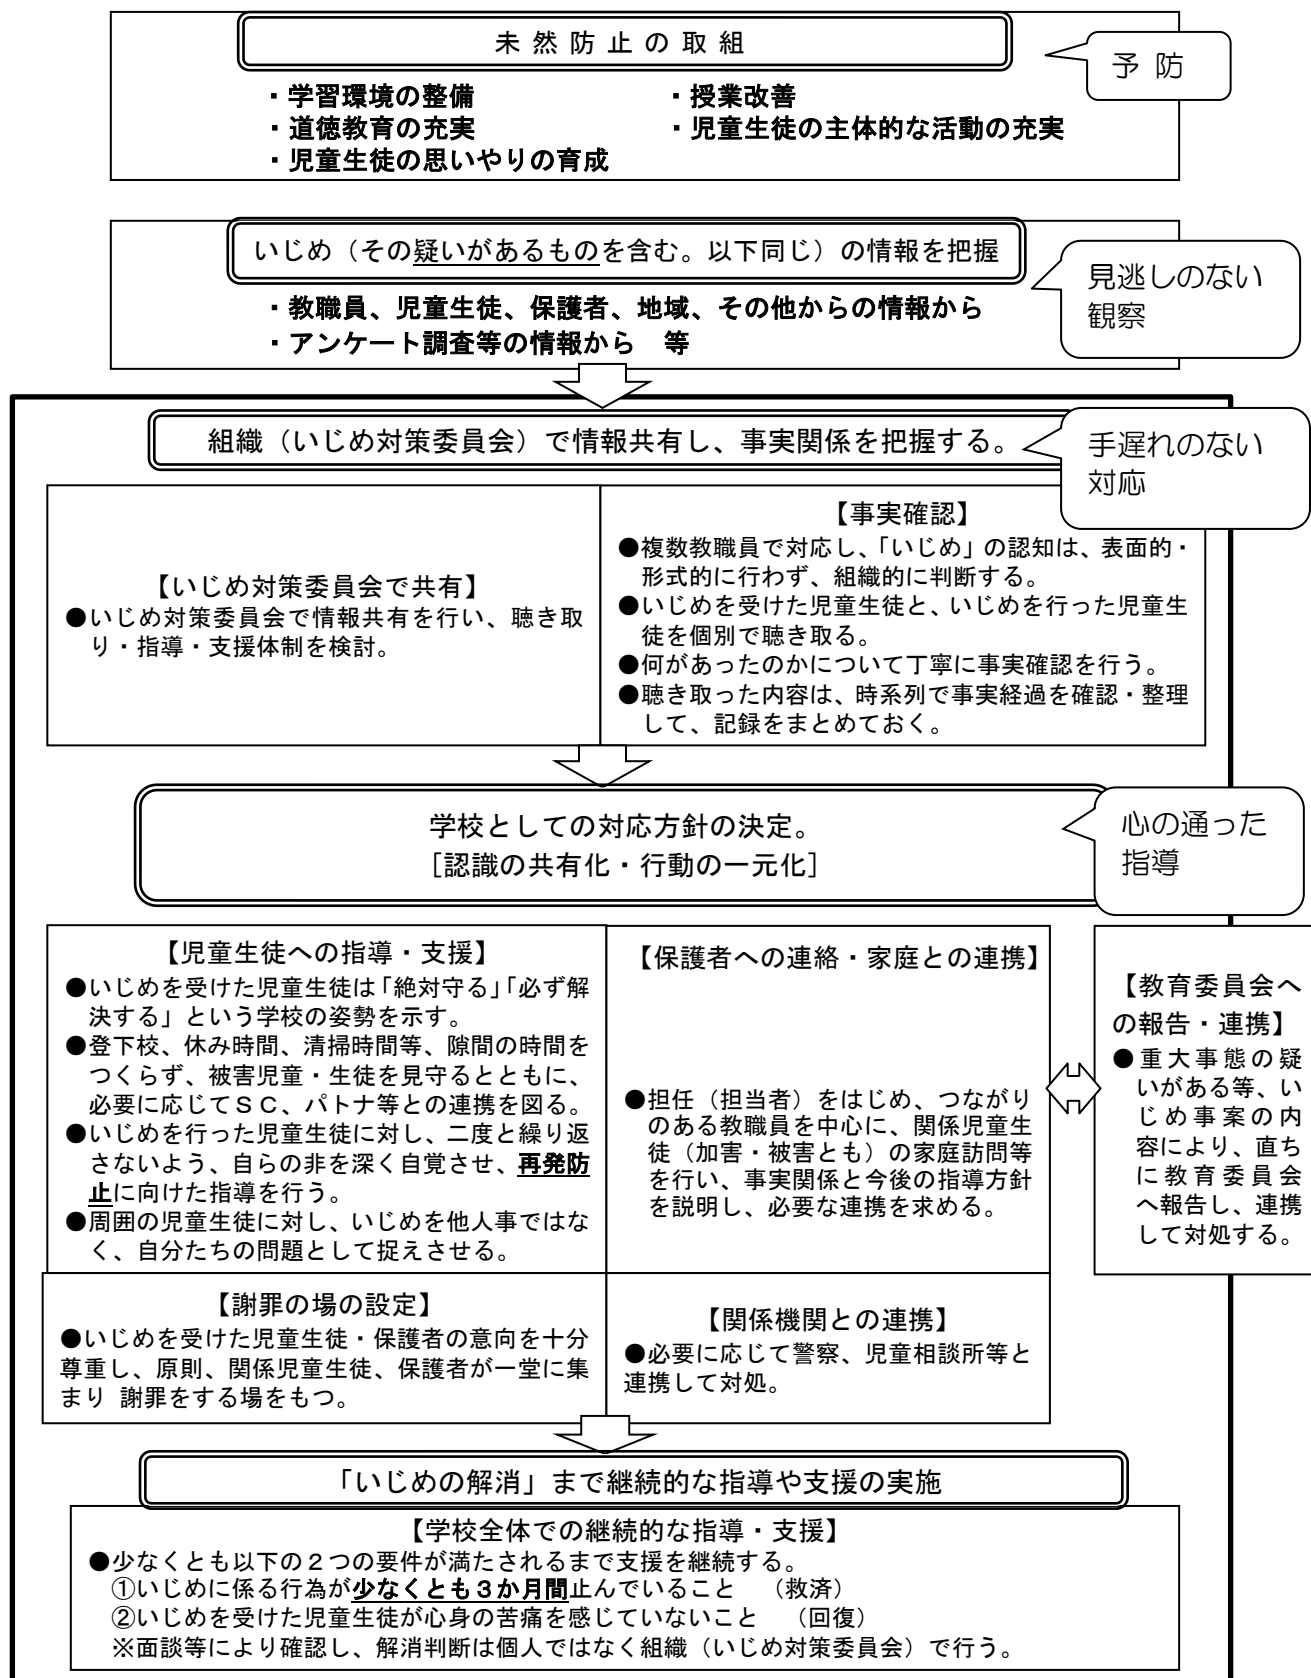 未然防止の取組
予 防
・学習環境の整備
・授業改善
・道徳教育の充実
・児童生徒の主体的な活動の充実
・児童生徒の思いやりの育成
いじめ（その疑いがあるものを含む。以下同じ）の情報を把握
見逃しのない
観察
・教職員、児童生徒、保護者、地域、その他からの情報から
・アンケート調査等の情報から　等
組織（いじめ対策委員会）で情報共有し、事実関係を把握する。
手遅れのない
対応
【いじめ対策委員会で共有】
●いじめ対策委員会で情報共有を行い、聴き取
り・指導・支援体制を検討。
【事実確認】
●複数教職員で対応し、「いじめ」の認知は、表面的・
形式的に行わず、組織的に判断する。
●いじめを受けた児童生徒と、いじめを行った児童生
徒を個別で聴き取る。
●何があったのかについて丁寧に事実確認を行う。
●聴き取った内容は、時系列で事実経過を確認・整理
して、記録をまとめておく。
学校としての対応方針の決定。
［認識の共有化・行動の一元化］
心の通った
指導
【児童生徒への指導・支援】
●いじめを受けた児童生徒は「絶対守る」「必ず解
決する」という学校の姿勢を示す。
●登下校、休み時間、清掃時間等、隙間の時間を
つくらず、被害児童・生徒を見守るとともに、
必要に応じてＳＣ、パトナ等との連携を図る。
●いじめを行った児童生徒に対し、二度と繰り返
さないよう、自らの非を深く自覚させ、再発防
止に向けた指導を行う。
●周囲の児童生徒に対し、いじめを他人事ではな
く、自分たちの問題として捉えさせる。
【保護者への連絡・家庭との連携】
●担任（担当者）をはじめ、つながり
のある教職員を中心に、関係児童生
徒（加害・被害とも）の家庭訪問等
を行い、事実関係と今後の指導方針
を説明し、必要な連携を求める。
【教育委員会へ
の報告・連携】
●重大事態の疑
いがある等、い
じめ事案の内
容により、直ち
に教育委員会
へ報告し、連携
して対処する。
【謝罪の場の設定】
●いじめを受けた児童生徒・保護者の意向を十分
尊重し、原則、関係児童生徒、保護者が一堂に集
まり 謝罪をする場をもつ。
【関係機関との連携】
●必要に応じて警察、児童相談所等と
連携して対処。
「いじめの解消」まで継続的な指導や支援の実施
【学校全体での継続的な指導・支援】
●少なくとも以下の２つの要件が満たされるまで支援を継続する。
①いじめに係る行為が少なくとも３か月間止んでいること　（救済）
②いじめを受けた児童生徒が心身の苦痛を感じていないこと　（回復）
※面談等により確認し、解消判断は個人ではなく組織（いじめ対策委員会）で行う。